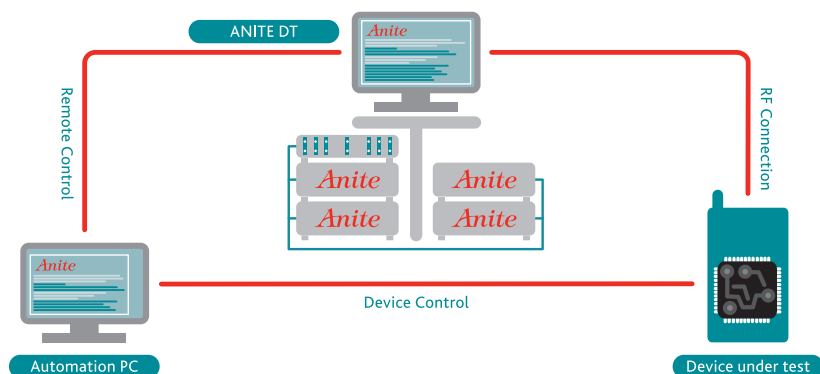 ANITE DT
Anite
Remote Control
RF Connection
Anite
Anite
Anite
Anite
Anite
Device Control
Automation PC
Device under test